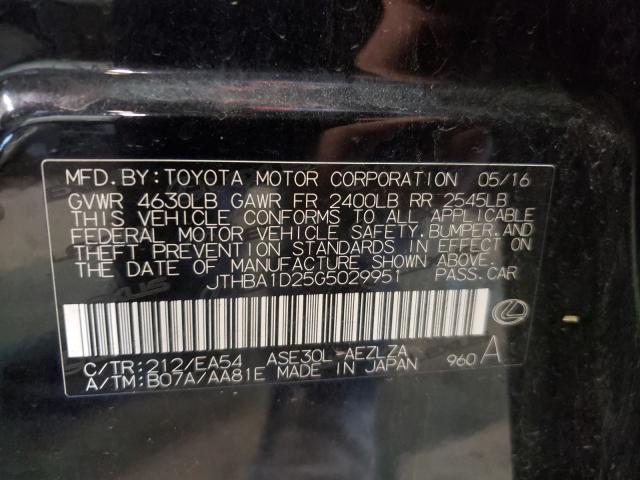 MFD.BY:TOYOTA MOTOR CORPORATION 05/16
GVWR 4630LB GAWR FR 2400LB RR 2545LB
THIS VEHICLE CONFORMS TO ALL APPLICABLE
FEDERAL MOTOR VEHICLE SAFETY,BUMPER,AND
THEFT PREVENTION STANDARDS IN EFFECT ON
THE DATE OF MANUFACTURE SHOWN ABOVE.
JTHBA1D25G5029951 PASS.CAR
C/TR:212/EA54 ASE30L-AEZLZA 960 A
A/TM:B07A/AA81E MADE IN JAPAN